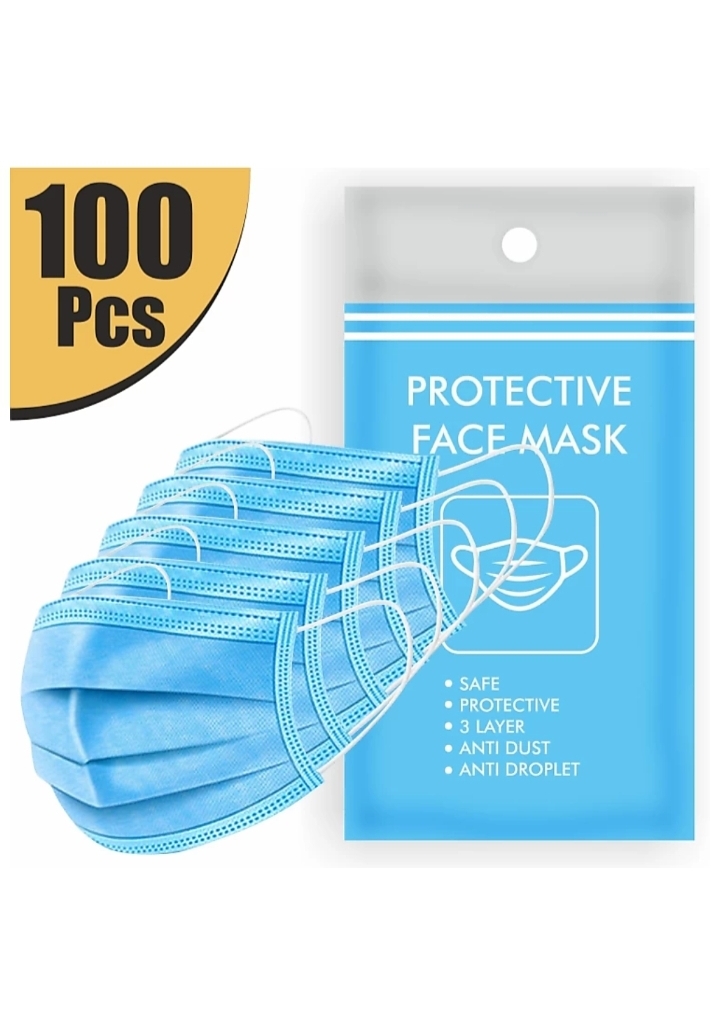 100
Pcs
PROTECTIVE
FACE MASK
• SAFE
• PROTECTIVE
• 3 LAYER
• ANTI DUST
• ANTI DROPLET